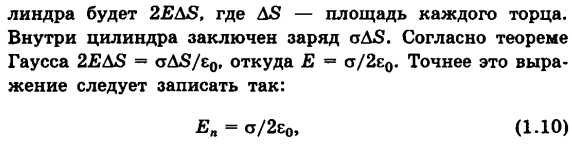 линдра будет 2EΔS, где ΔS — площадь каждого торца.
Внутри цилиндра заключен заряд σΔS. Согласно теореме
Гаусса 2EΔS = σΔS/ε₀, откуда E = σ/2ε₀. Точнее это выра-
жение следует записать так:
Eₙ = σ/2ε₀, (1.10)